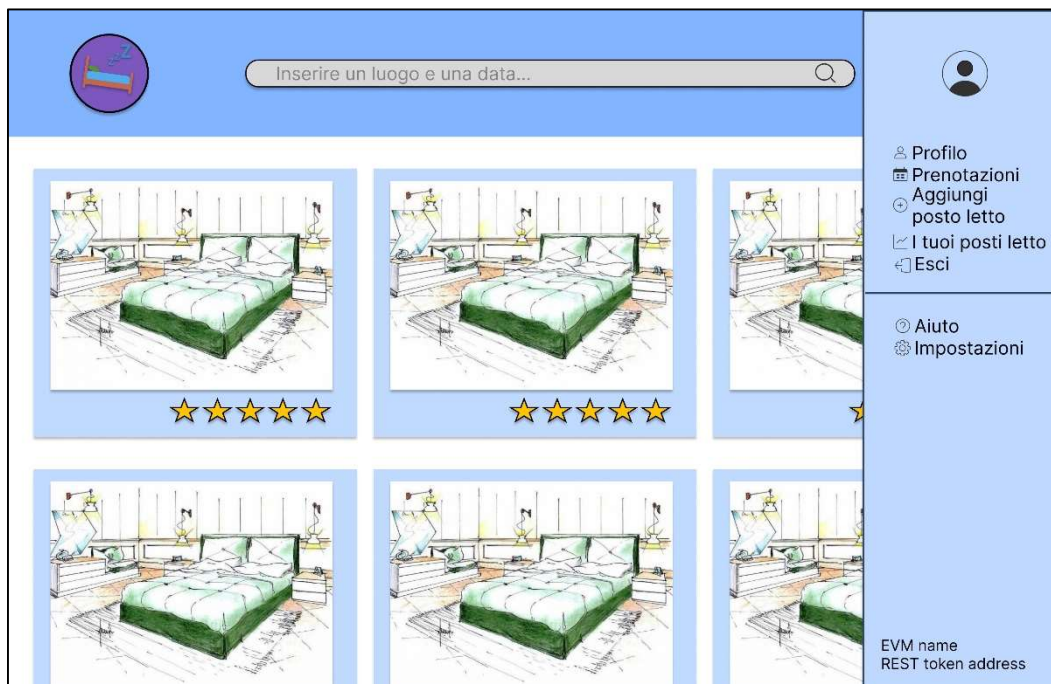 zzZ
Inserire un luogo e una data...
Profilo
Prenotazioni
Aggiungi
posto letto
I tuoi posti letto
Esci
Aiuto
Impostazioni
EVM name
REST token address